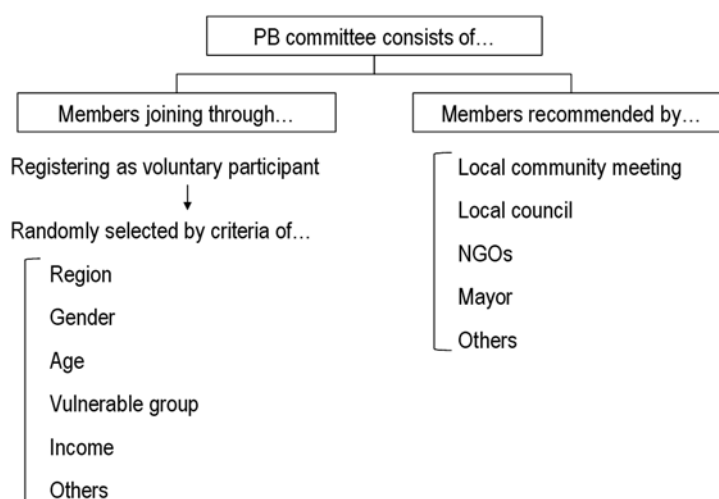 PB committee consists of…
Members joining through…
Registering as voluntary participant
Randomly selected by criteria of…
Region
Gender
Age
Vulnerable group
Income
Others
Members recommended by…
Local community meeting
Local council
NGOs
Mayor
Others